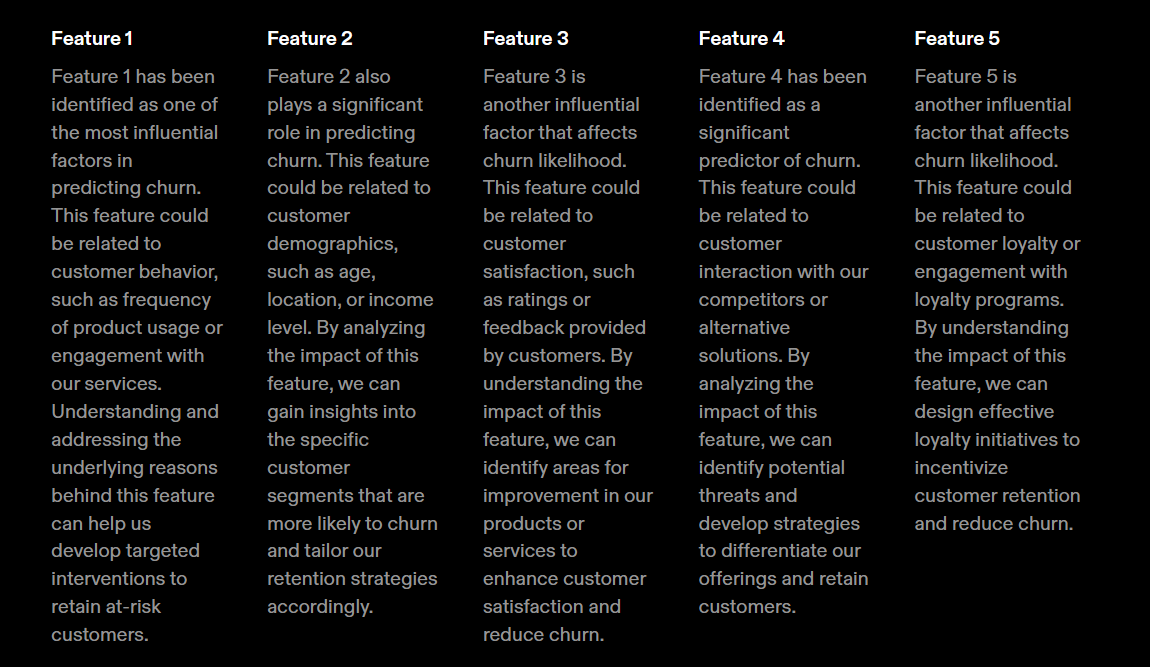 Feature 1
Feature 1 has been
identified as one of
the most influential
factors in
predicting churn.
This feature could
be related to
customer behavior,
such as frequency
of product usage or
engagement with
our services.
Understanding and
addressing the
underlying reasons
behind this feature
can help us
develop targeted
interventions to
retain at-risk
customers.
Feature 2
Feature 2 also
plays a significant
role in predicting
churn. This feature
could be related to
customer
demographics,
such as age,
location, or income
level. By analyzing
the impact of this
feature, we can
gain insights into
the specific
customer
segments that are
more likely to churn
and tailor our
retention strategies
accordingly.
Feature 3
Feature 3 is
another influential
factor that affects
churn likelihood.
This feature could
be related to
customer
satisfaction, such
as ratings or
feedback provided
by customers. By
understanding the
impact of this
feature, we can
identify areas for
improvement in our
products or
services to
enhance customer
satisfaction and
reduce churn.
Feature 4
Feature 4 has been
identified as a
significant
predictor of churn.
This feature could
be related to
customer
interaction with our
competitors or
alternative
solutions. By
analyzing the
impact of this
feature, we can
identify potential
threats and
develop strategies
to differentiate our
offerings and retain
customers.
Feature 5
Feature 5 is
another influential
factor that affects
churn likelihood.
This feature could
be related to
customer loyalty or
engagement with
loyalty programs.
By understanding
the impact of this
feature, we can
design effective
loyalty initiatives to
incentivize
customer retention
and reduce churn.